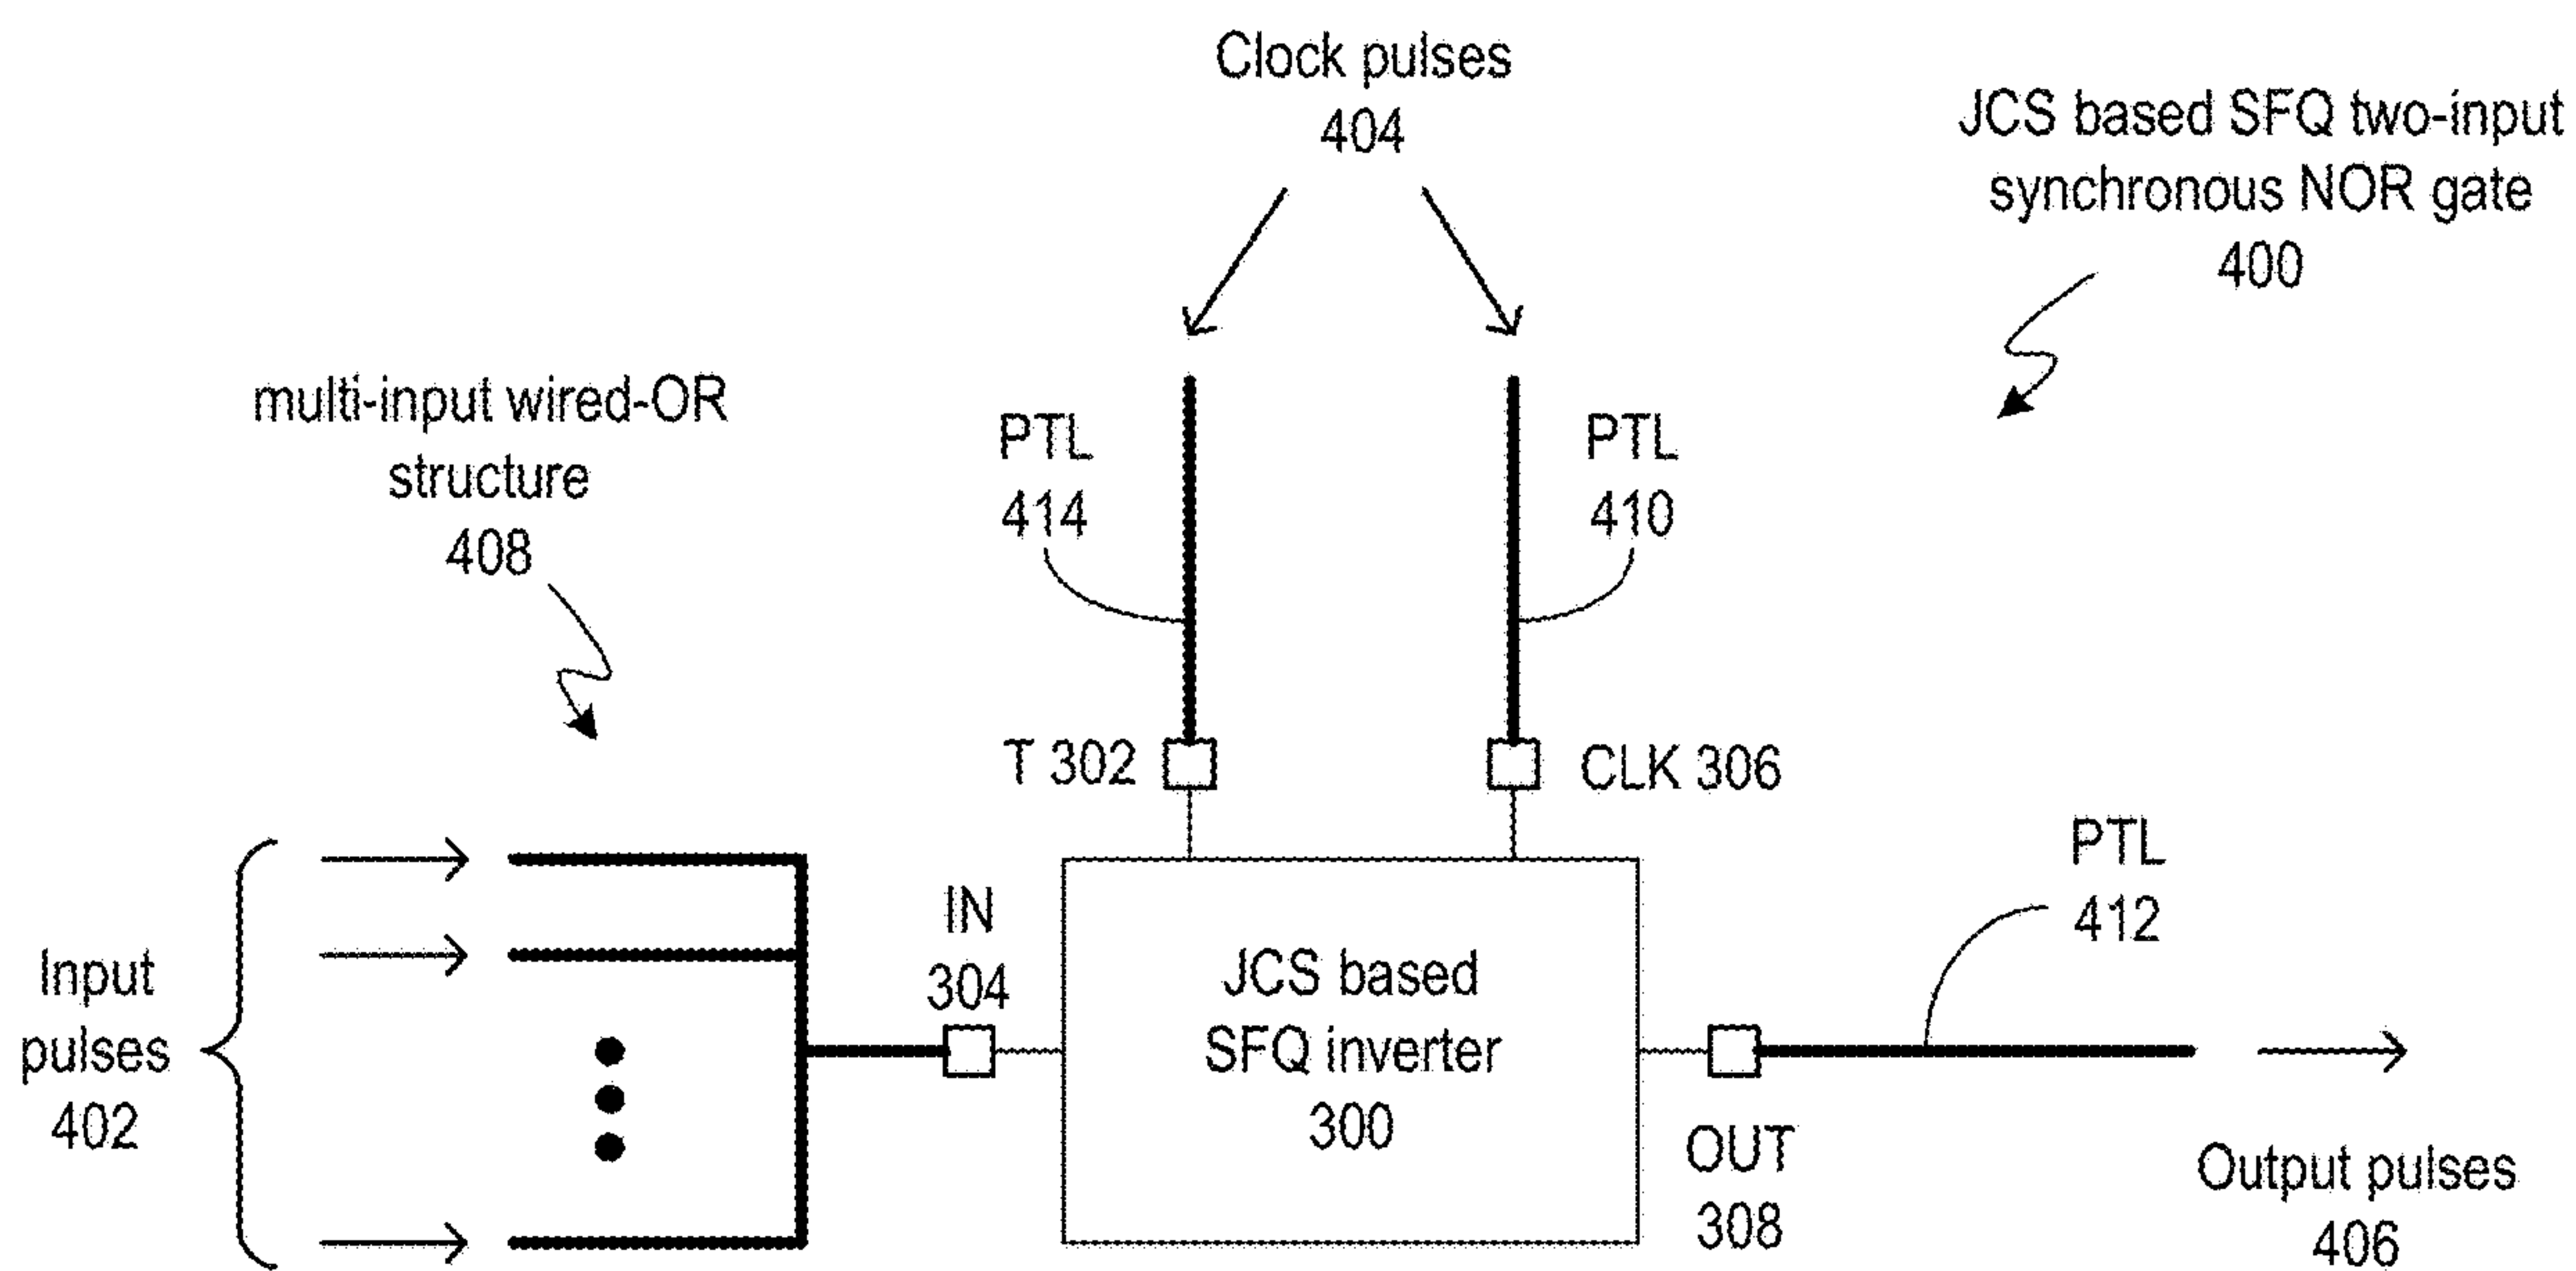 Clock pulses
404
JCS based SFQ two-input
synchronous NOR gate
400
multi-input wired-OR
structure
408
PTL
414
PTL
410
T 302
CLK 306
Input
pulses
402
IN
304
JCS based
SFQ inverter
300
PTL
412
OUT
308
Output pulses
406